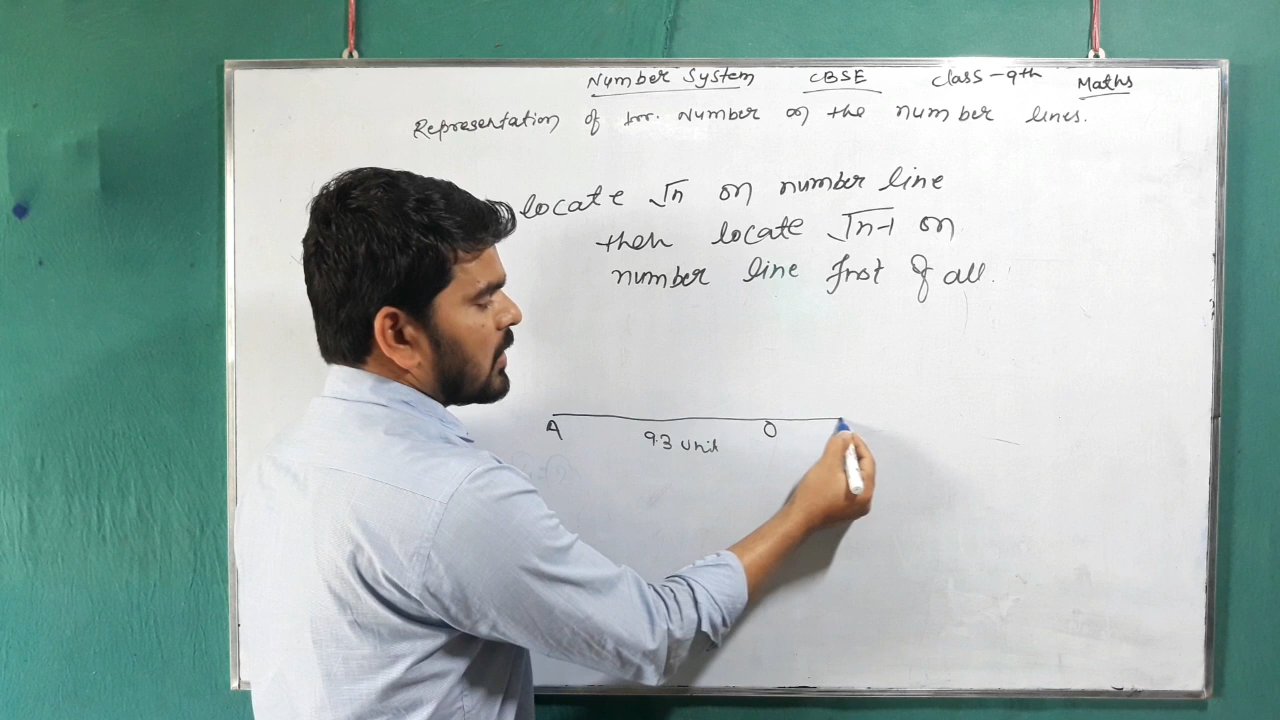 Number System CBSE Class-9th Maths
Representation of Irr. Number on the number lines.
locate √n on number line
then locate √n-1 on
number line first of all.
A 9.3 Unit O